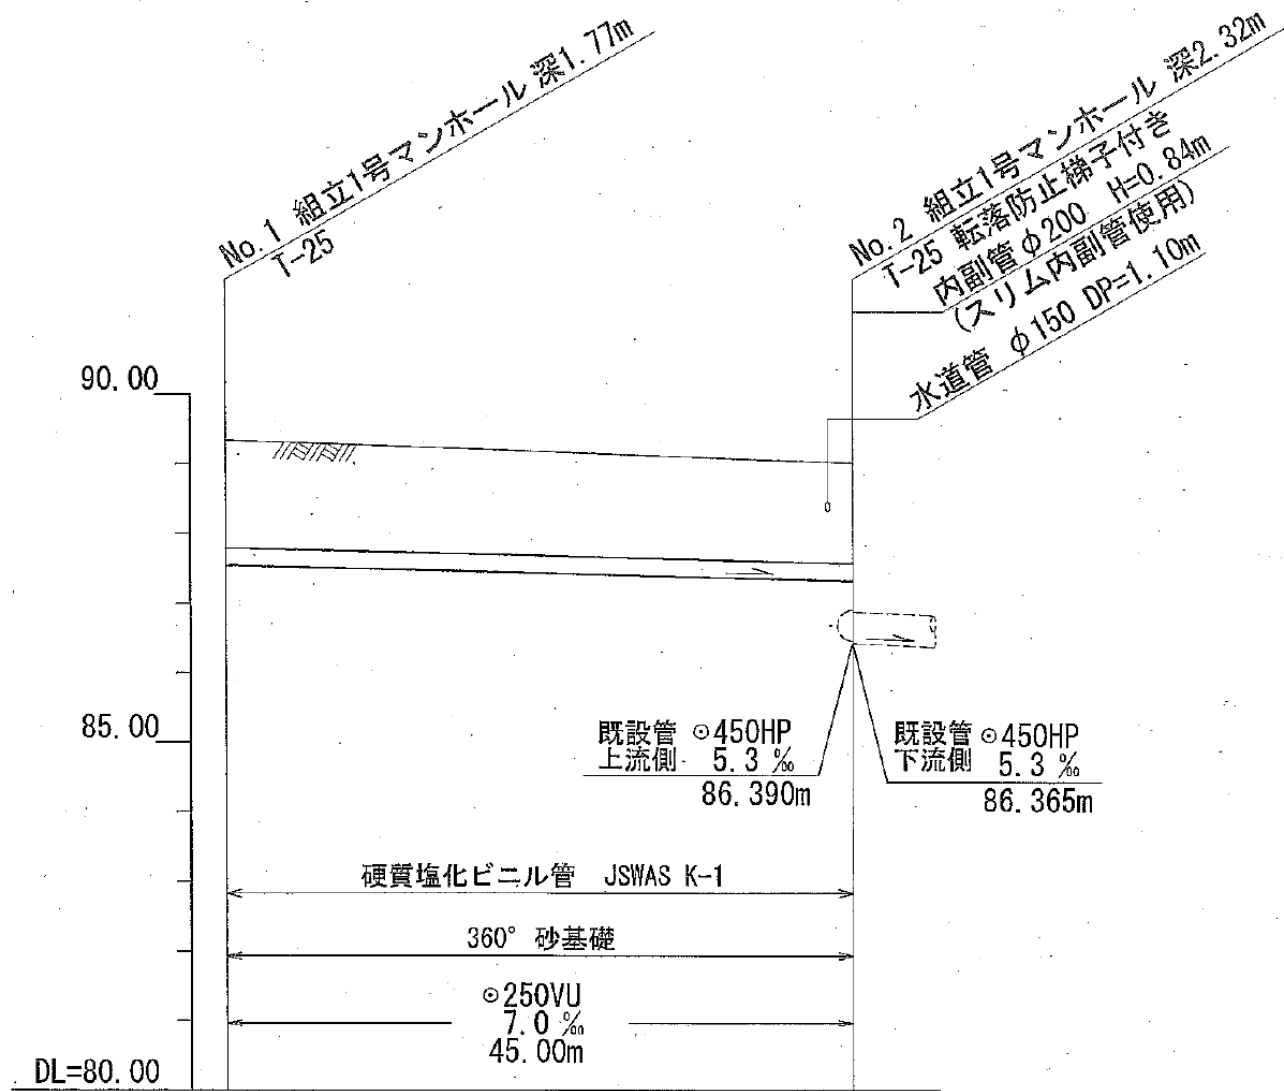 No.1 組立1号マンホール 深1.77m
T-25
No.2 組立1号マンホール 深2.32m
T-25 転落防止梯子付き
内副管φ200 H=0.84m
(スリム内副管使用)
水道管 φ150 DP=1.10m
90.00
85.00
既設管 ⊙450HP
上流側 5.3 ‰
86.390m
既設管 ⊙450HP
下流側 5.3 ‰
86.365m
硬質塩化ビニル管 JSWAS K-1
360° 砂基礎
⊙250VU
7.0 ‰
45.00m
DL=80.00